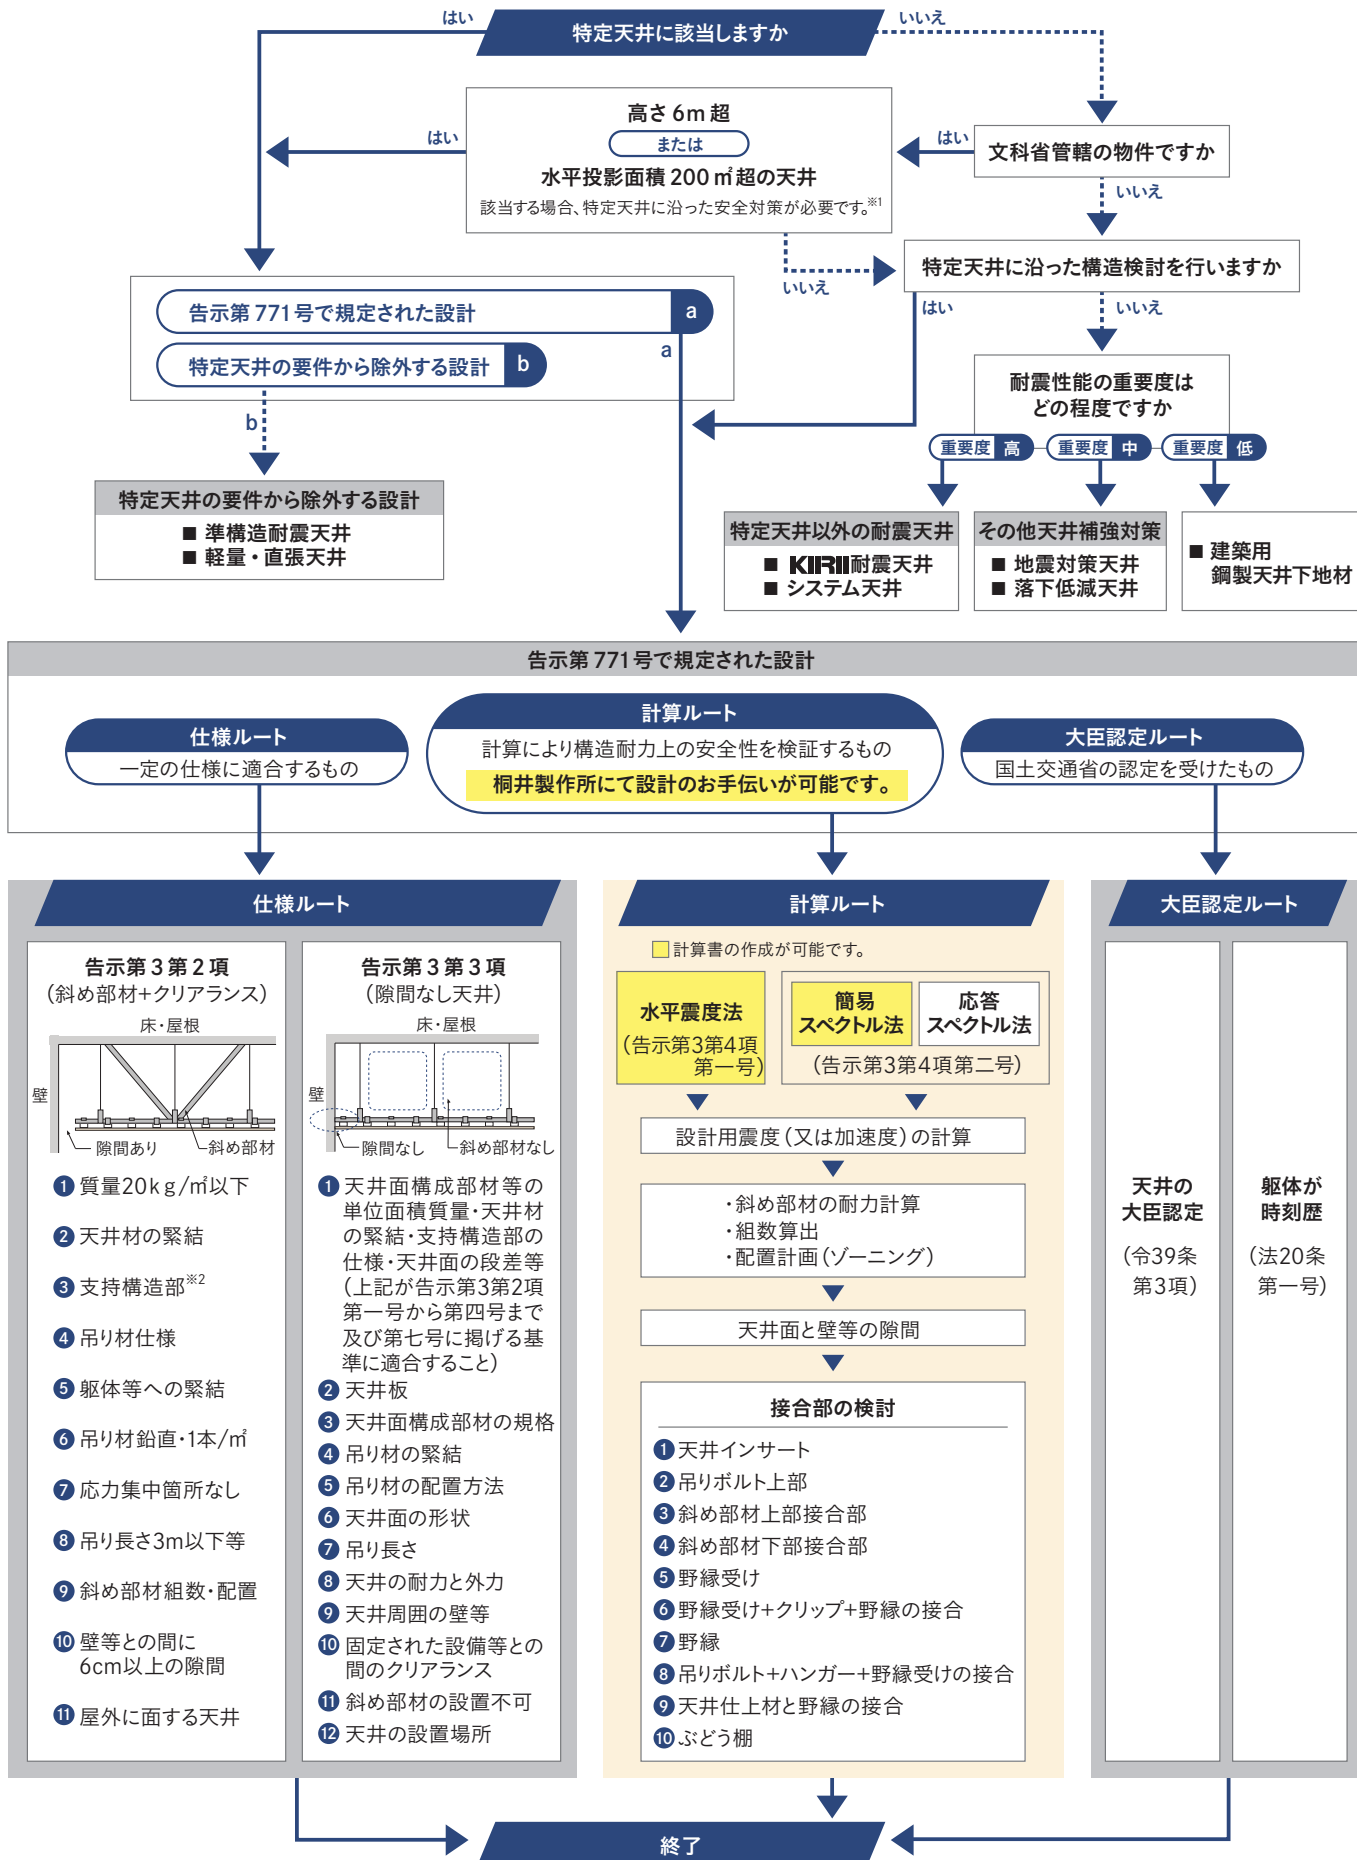 特定天井に該当しますか
はい
いいえ
高さ 6m 超
または
水平投影面積 200 ㎡超の天井
該当する場合、特定天井に沿った安全対策が必要です。※1
はい
はい
文科省管轄の物件ですか
いいえ
いいえ
特定天井に沿った構造検討を行いますか
はい
いいえ
告示第 771号で規定された設計 a
特定天井の要件から除外する設計 b
a
b
耐震性能の重要度は
どの程度ですか
重要度 高
重要度 中
重要度 低
特定天井の要件から除外する設計
■ 準構造耐震天井
■ 軽量・直張天井
特定天井以外の耐震天井
■ KIRII耐震天井
■ システム天井
その他天井補強対策
■ 地震対策天井
■ 落下低減天井
■ 建築用
鋼製天井下地材
告示第 771号で規定された設計
仕様ルート
一定の仕様に適合するもの
計算ルート
計算により構造耐力上の安全性を検証するもの
桐井製作所にて設計のお手伝いが可能です。
大臣認定ルート
国土交通省の認定を受けたもの
仕様ルート
告示第 3 第 2 項
(斜め部材+クリアランス)
床・屋根
壁
隙間あり
斜め部材
1 質量20kg/㎡以下
2 天井材の緊結
3 支持構造部※2
4 吊り材仕様
5 躯体等への緊結
6 吊り材鉛直・1本/㎡
7 応力集中箇所なし
8 吊り長さ3m以下等
9 斜め部材組数・配置
10 壁等との間に
6cm以上の隙間
11 屋外に面する天井
告示第 3 第 3 項
(隙間なし天井)
床・屋根
壁
隙間なし
斜め部材なし
1 天井面構成部材等の
単位面積質量・天井材
の緊結・支持構造部の
仕様・天井面の段差等
(上記が告示第3第2項
第一号から第四号まで
及び第七号に掲げる基
準に適合すること)
2 天井板
3 天井面構成部材の規格
4 吊り材の緊結
5 吊り材の配置方法
6 天井面の形状
7 吊り長さ
8 天井の耐力と外力
9 天井周囲の壁等
10 固定された設備等との
間のクリアランス
11 斜め部材の設置不可
12 天井の設置場所
計算ルート
計算書の作成が可能です。
水平震度法
(告示第3第4項
第一号)
簡易
スペクトル法
応答
スペクトル法
(告示第3第4項第二号)
設計用震度(又は加速度)の計算
・斜め部材の耐力計算
・組数算出
・配置計画(ゾーニング)
天井面と壁等の隙間
接合部の検討
1 天井インサート
2 吊りボルト上部
3 斜め部材上部接合部
4 斜め部材下部接合部
5 野縁受け
6 野縁受け+クリップ+野縁の接合
7 野縁
8 吊りボルト+ハンガー+野縁受けの接合
9 天井仕上材と野縁の接合
10 ぶどう棚
大臣認定ルート
天井の
大臣認定
(令39条
第3項)
躯体が
時刻歴
(法20条
第一号)
終了